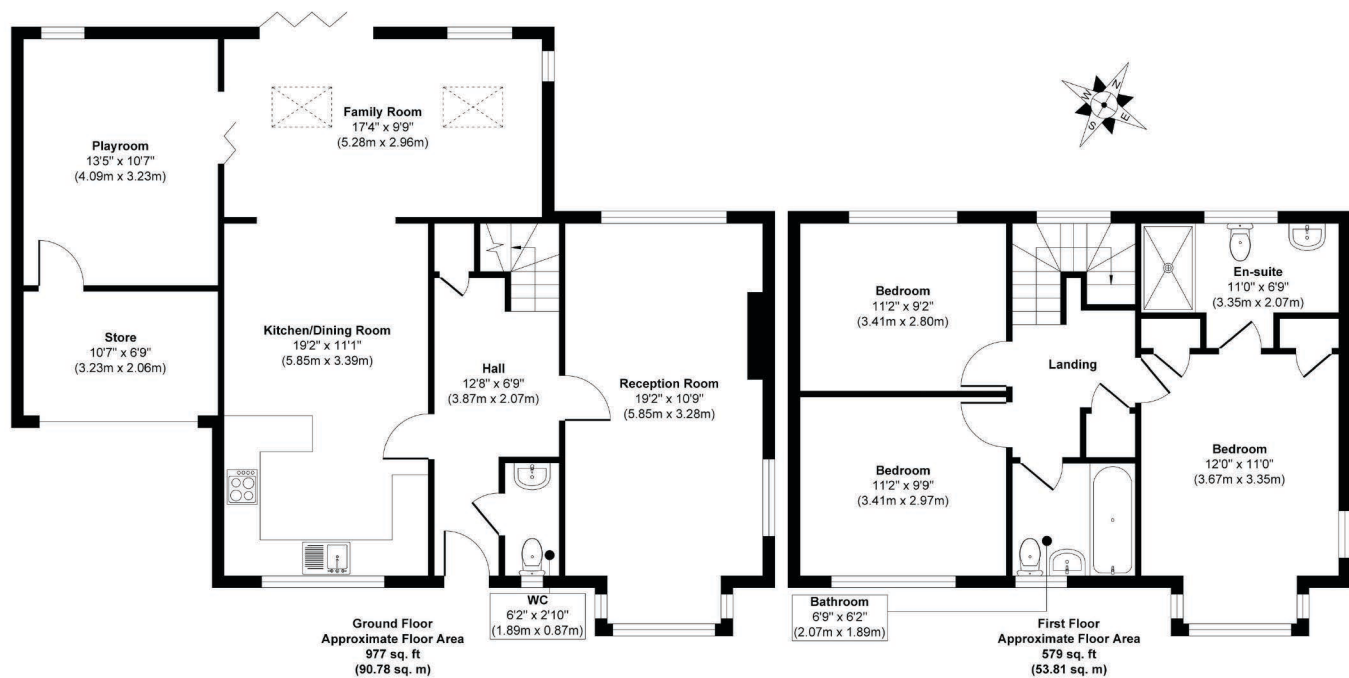 Playroom
13'5" x 10'7"
(4.09m x 3.23m)
Family Room
17'4" x 9'9"
(5.28m x 2.96m)
Store
10'7" x 6'9"
(3.23m x 2.06m)
Kitchen/Dining Room
19'2" x 11'1"
(5.85m x 3.39m)
Hall
12'8" x 6'9"
(3.87m x 2.07m)
Reception Room
19'2" x 10'9"
(5.85m x 3.28m)
WC
6'2" x 2'10"
(1.89m x 0.87m)
Ground Floor
Approximate Floor Area
977 sq. ft
(90.78 sq. m)
N
E
S
W
Bedroom
11'2" x 9'2"
(3.41m x 2.80m)
En-suite
11'0" x 6'9"
(3.35m x 2.07m)
Landing
Bedroom
11'2" x 9'9"
(3.41m x 2.97m)
Bedroom
12'0" x 11'0"
(3.67m x 3.35m)
Bathroom
6'9" x 6'2"
(2.07m x 1.89m)
First Floor
Approximate Floor Area
579 sq. ft
(53.81 sq. m)